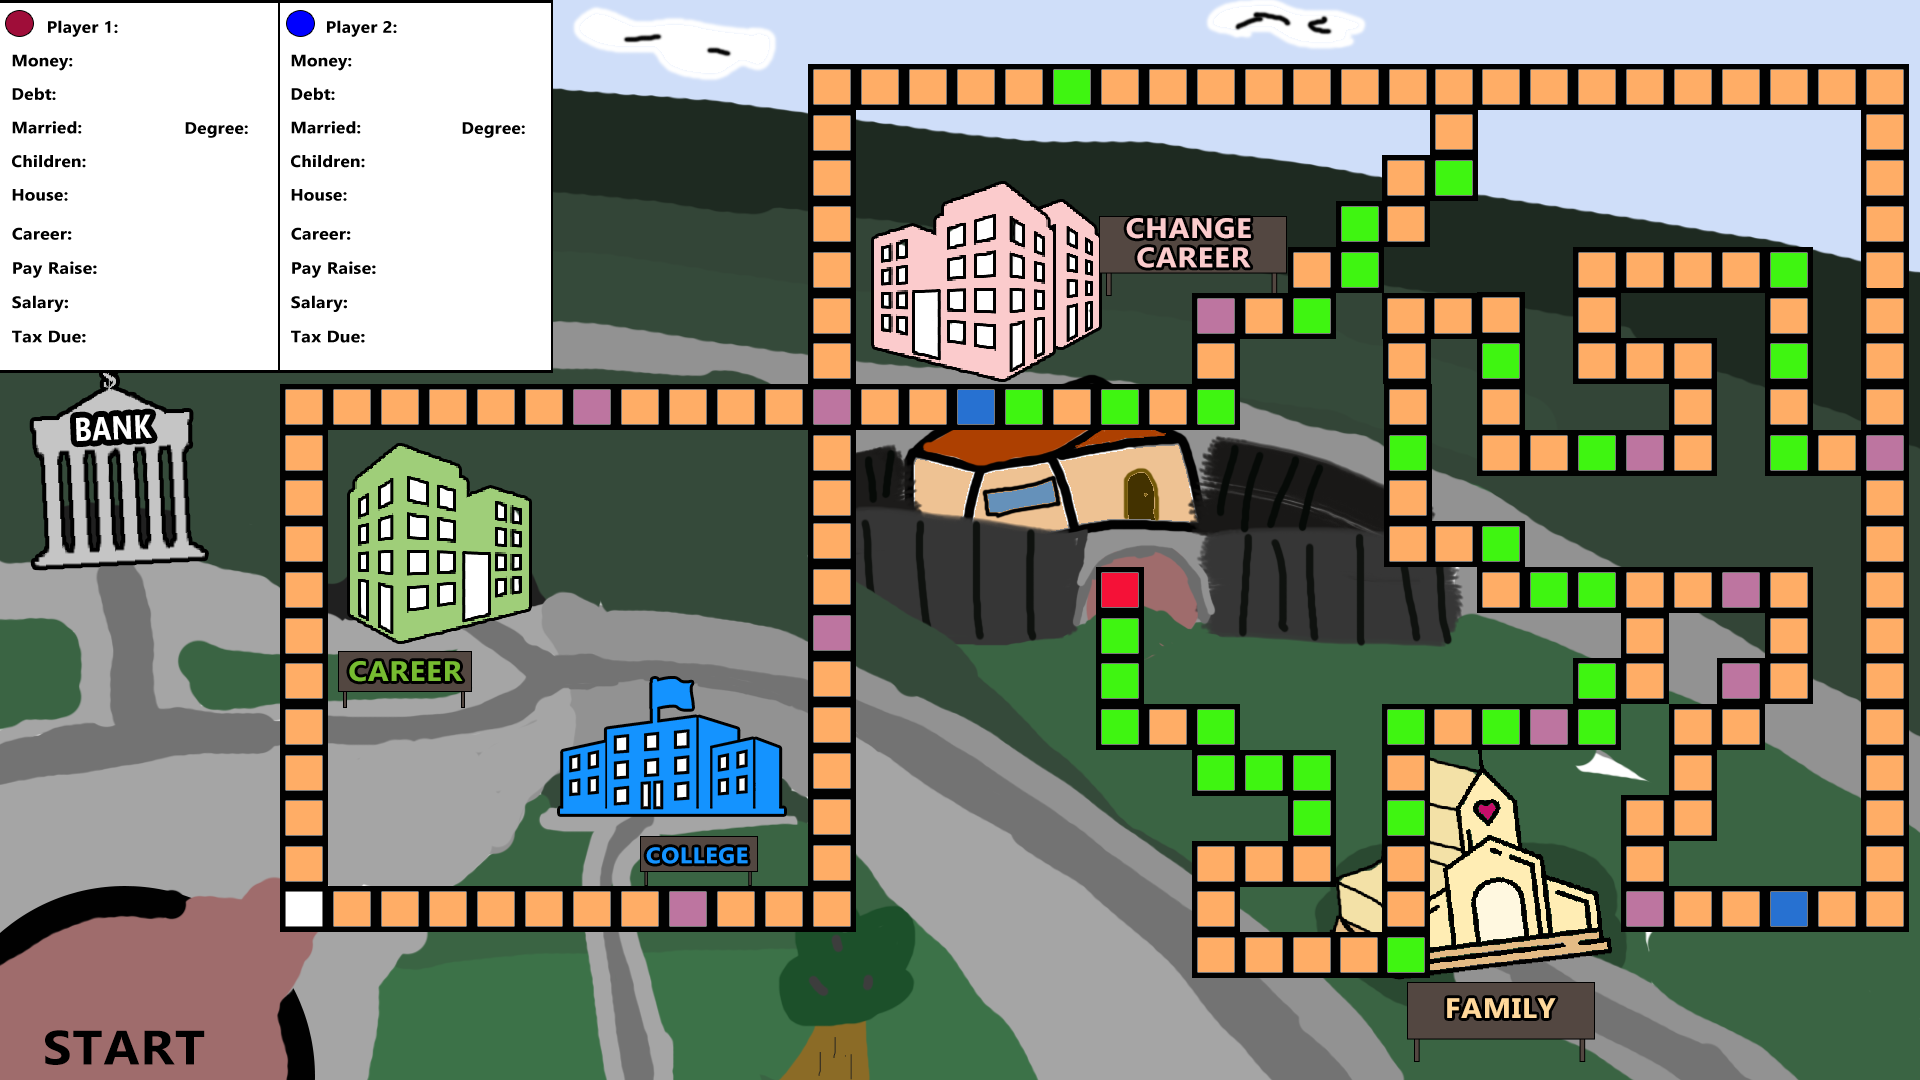 Player 1:
Money:
Debt:
Married: Degree:
Children:
House:
Career:
Pay Raise:
Salary:
Tax Due:
Player 2:
Money:
Debt:
Married: Degree:
Children:
House:
Career:
Pay Raise:
Salary:
Tax Due:
CHANGE
CAREER
$
BANK
CAREER
COLLEGE
FAMILY
START